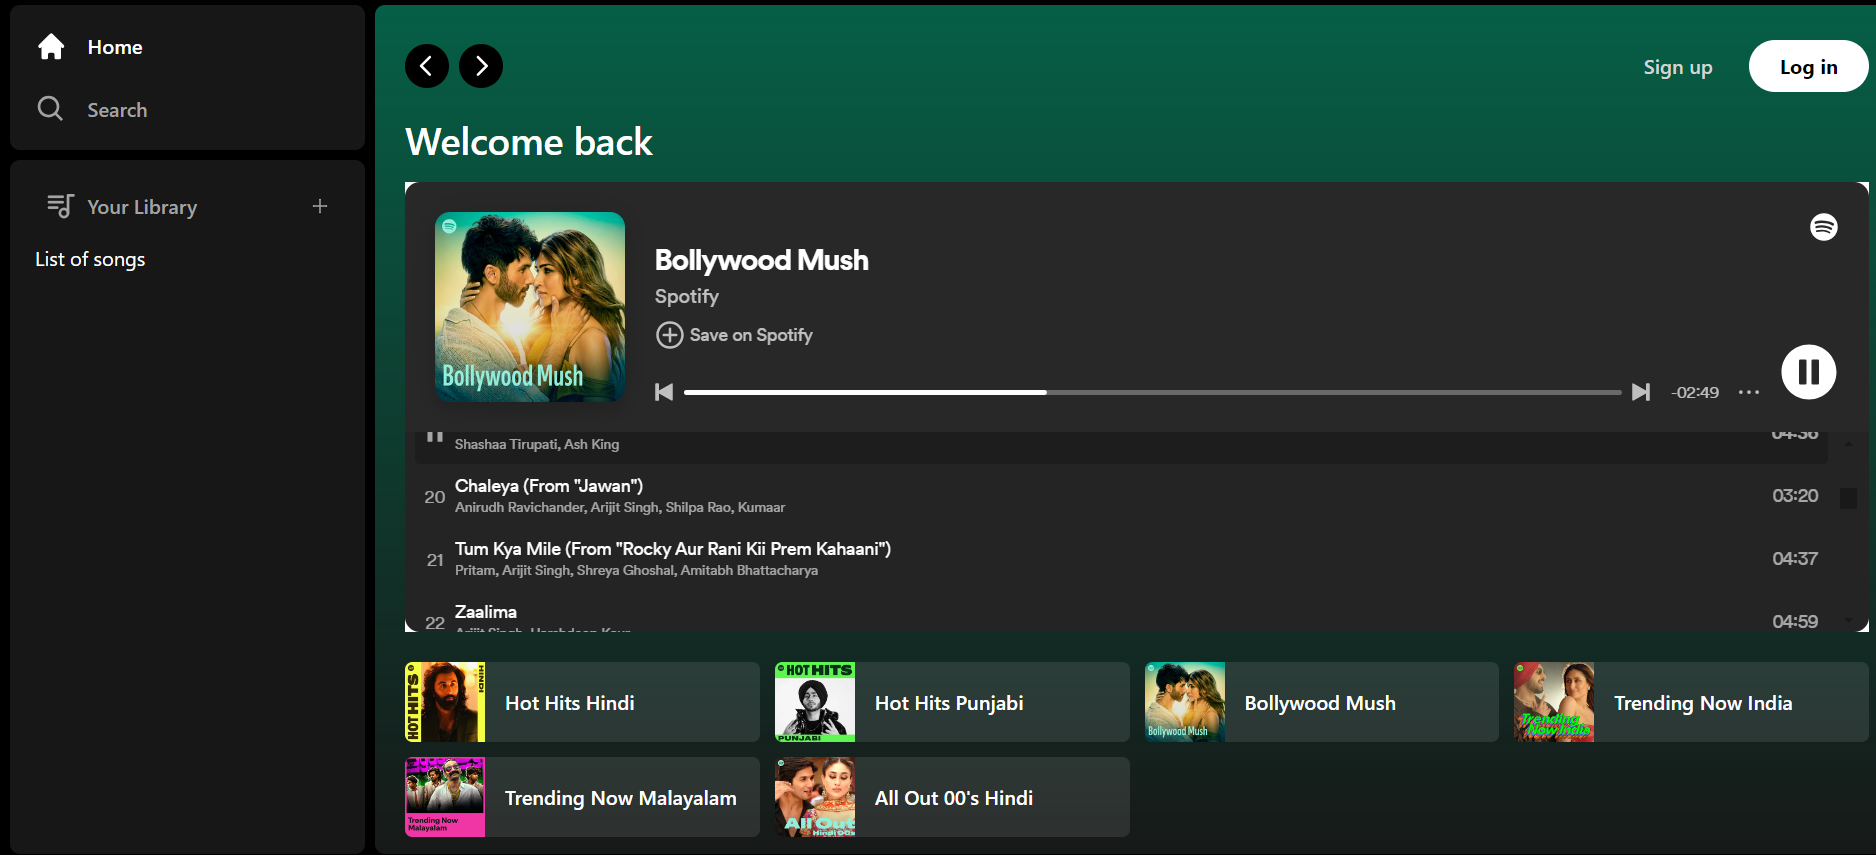 Home
Search
Your Library
List of songs
Sign up
Log in
Welcome back
Bollywood Mush
Bollywood Mush
Spotify
Save on Spotify
-02:49
Shashaa Tirupati, Ash King
04:36
20
Chaleya (From "Jawan")
Anirudh Ravichander, Arijit Singh, Shilpa Rao, Kumaar
03:20
21
Tum Kya Mile (From "Rocky Aur Rani Kii Prem Kahaani")
Pritam, Arijit Singh, Shreya Ghoshal, Amitabh Bhattacharya
04:37
22
Zaalima
Arijit Singh, Harshdeep Kaur
04:59
HOT HITS
HINDI
Hot Hits Hindi
HOT HITS
PUNJABI
Hot Hits Punjabi
Bollywood Mush
Bollywood Mush
Trending
Now India
Trending Now India
Trending Now
Malayalam
Trending Now Malayalam
All Out
Hindi 00s
All Out 00's Hindi